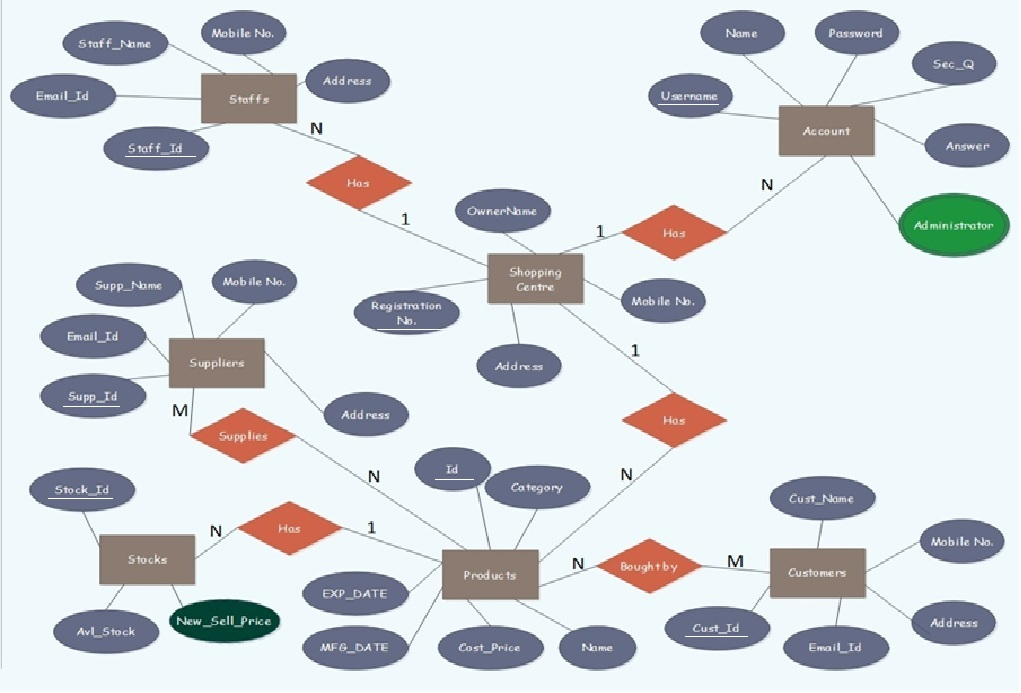 Mobile No.
Staff_Name
Address
Email_Id
Staffs
Staff_Id
N
Has
1
Name
Password
Sec_Q
Username
Account
Answer
N
Administrator
OwnerName
1
Has
Shopping
Centre
Registration
No.
Mobile No.
Address
1
Has
N
Supp_Name
Mobile No.
Email_Id
Suppliers
Supp_Id
M
Address
Supplies
N
Stock_Id
N
Has
1
Stocks
Avl_Stock
New_Sell_Price
Id
Category
Products
EXP_DATE
MFG_DATE
Cost_Price
Name
N
Bought by
M
Cust_Name
Mobile No.
Customers
Cust_Id
Email_Id
Address